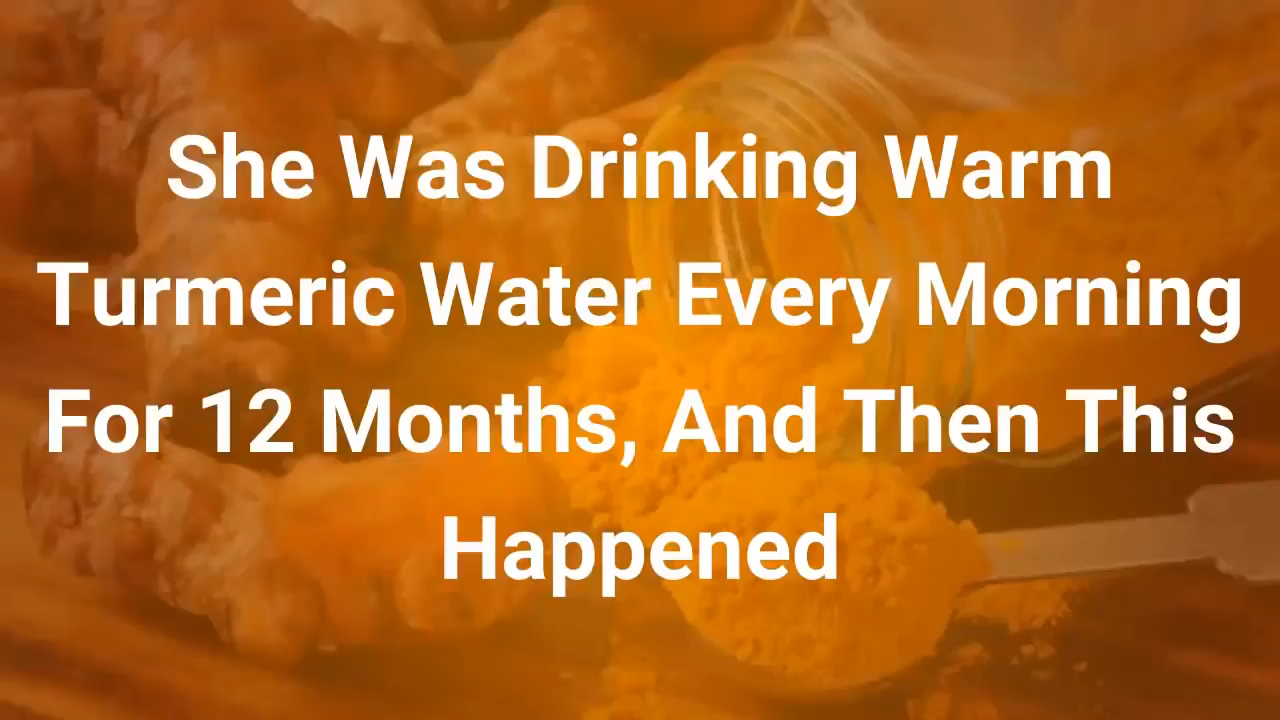 She Was Drinking Warm
Turmeric Water Every Morning
For 12 Months, And Then This
Happened